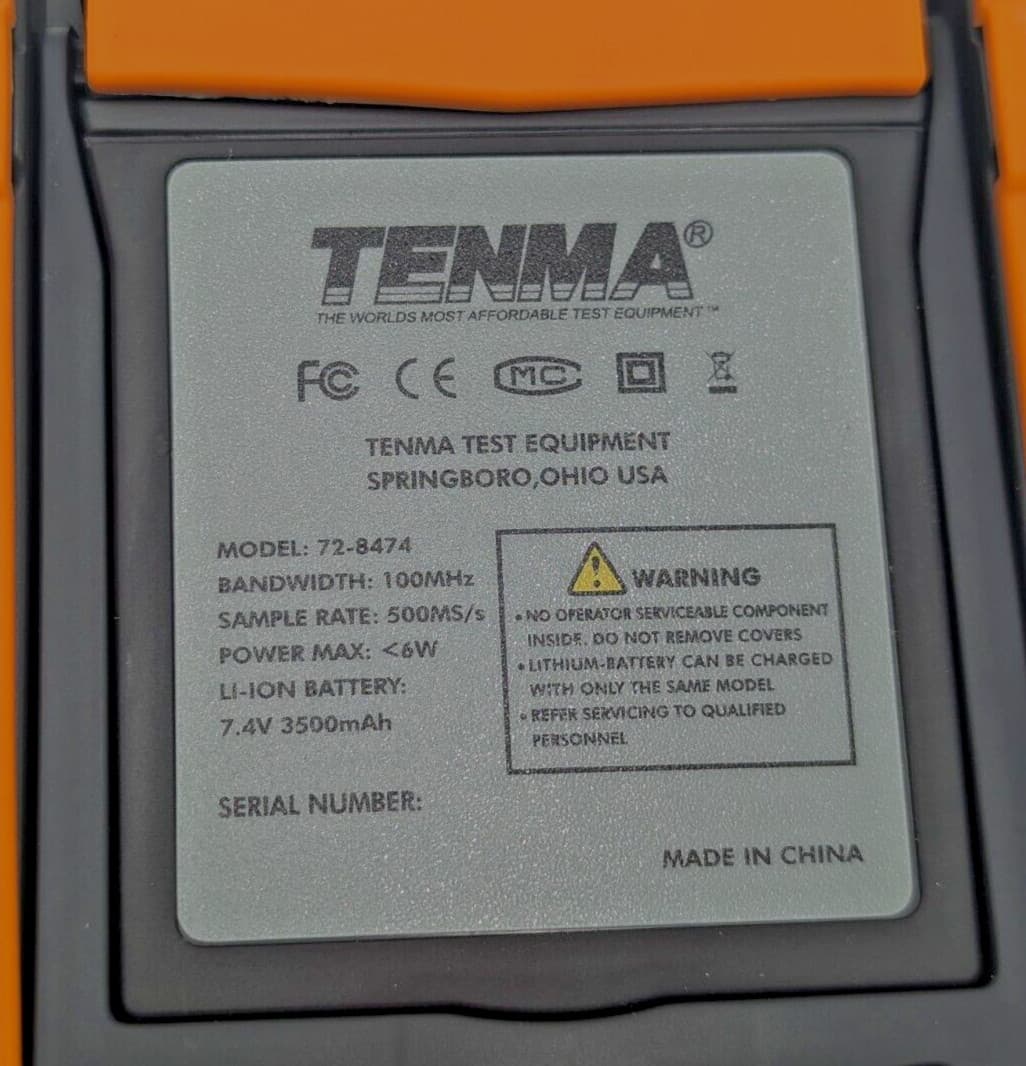 TENMA®
THE WORLDS MOST AFFORDABLE TEST EQUIPMENT™
FC CE MC
TENMA TEST EQUIPMENT
SPRINGBORO,OHIO USA
MODEL: 72-8474
BANDWIDTH: 100MHz
SAMPLE RATE: 500MS/s
POWER MAX: <6W
LI-ION BATTERY:
7.4V 3500mAh
SERIAL NUMBER:
WARNING
• NO OPERATOR SERVICEABLE COMPONENT
INSIDE. DO NOT REMOVE COVERS
• LITHIUM-BATTERY CAN BE CHARGED
WITH ONLY THE SAME MODEL
• REFER SERVICING TO QUALIFIED
PERSONNEL
MADE IN CHINA